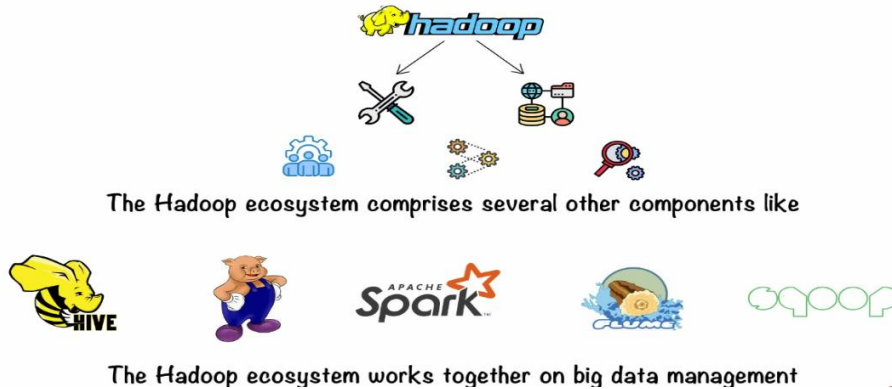 hadoop
The Hadoop ecosystem comprises several other components like
HIVE
APACHE
Spark
TM
FLUME
sqoop
The Hadoop ecosystem works together on big data management